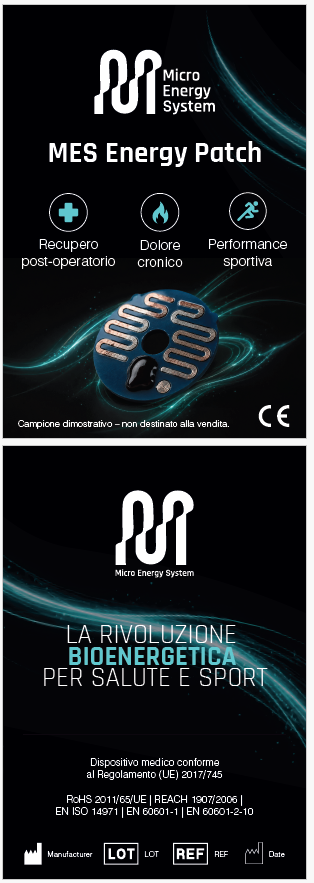 Micro
Energy
System
MES Energy Patch
Recupero
post-operatorio
Dolore
cronico
Performance
sportiva
Campione dimostrativo – non destinato alla vendita.
CE
Micro Energy System
LA RIVOLUZIONE
BIOENERGETICA
PER SALUTE E SPORT
Dispositivo medico conforme
al Regolamento (UE) 2017/745
RoHS 2011/65/UE | REACH 1907/2006 |
EN ISO 14971 | EN 60601-1 | EN 60601-2-10
Manufacturer LOT LOT REF REF Date